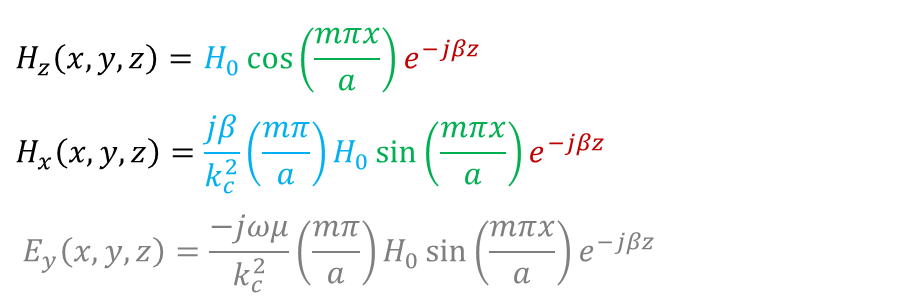 H_z(x, y, z) = H_0 cos(mπx/a) e^{-jβz}
H_x(x, y, z) = jβ/k_c^2 (mπ/a) H_0 sin(mπx/a) e^{-jβz}
E_y(x, y, z) = -jωμ/k_c^2 (mπ/a) H_0 sin(mπx/a) e^{-jβz}